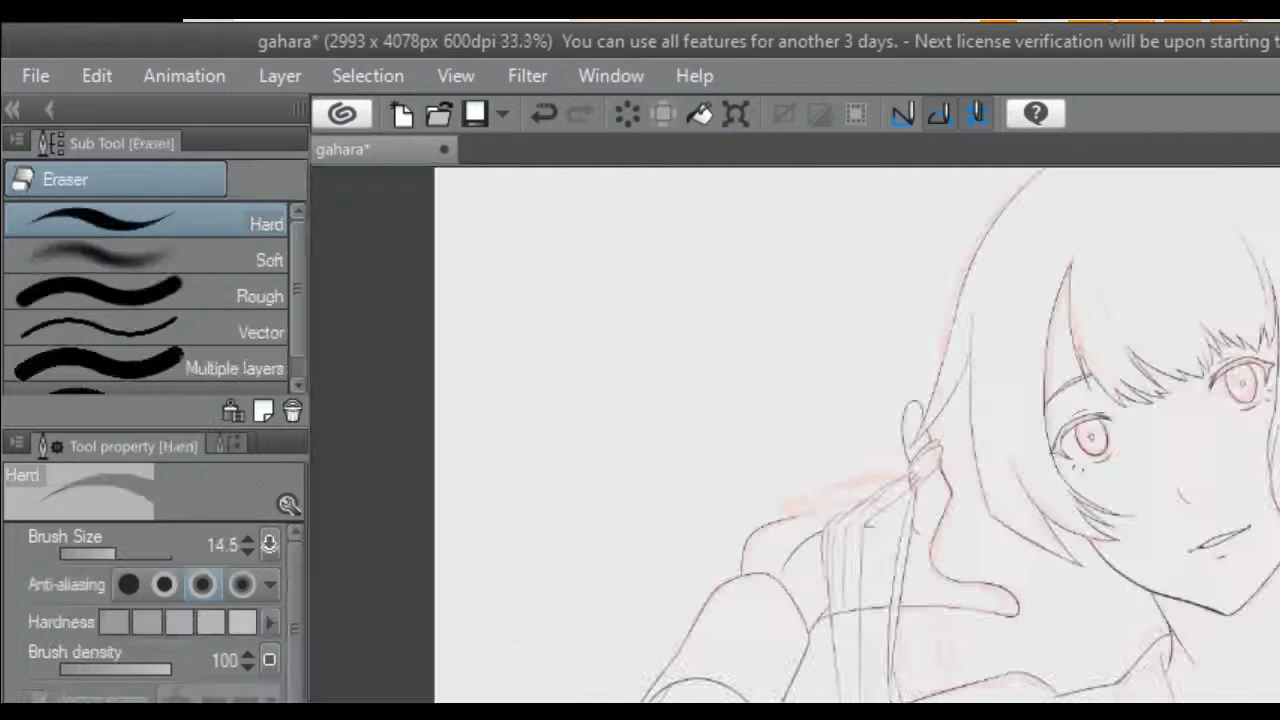 gahara* (2993 x 4078px 600dpi 33.3%) You can use all features for another 3 days. - Next license verification will be upon starting t
File Edit Animation Layer Selection View Filter Window Help
Sub Tool [Eraser]
gahara*
Eraser
Hard
Soft
Rough
Vector
Multiple layers
Tool property [Hard]
Hard
Brush Size 14.5
Anti-aliasing
Hardness
Brush density 100